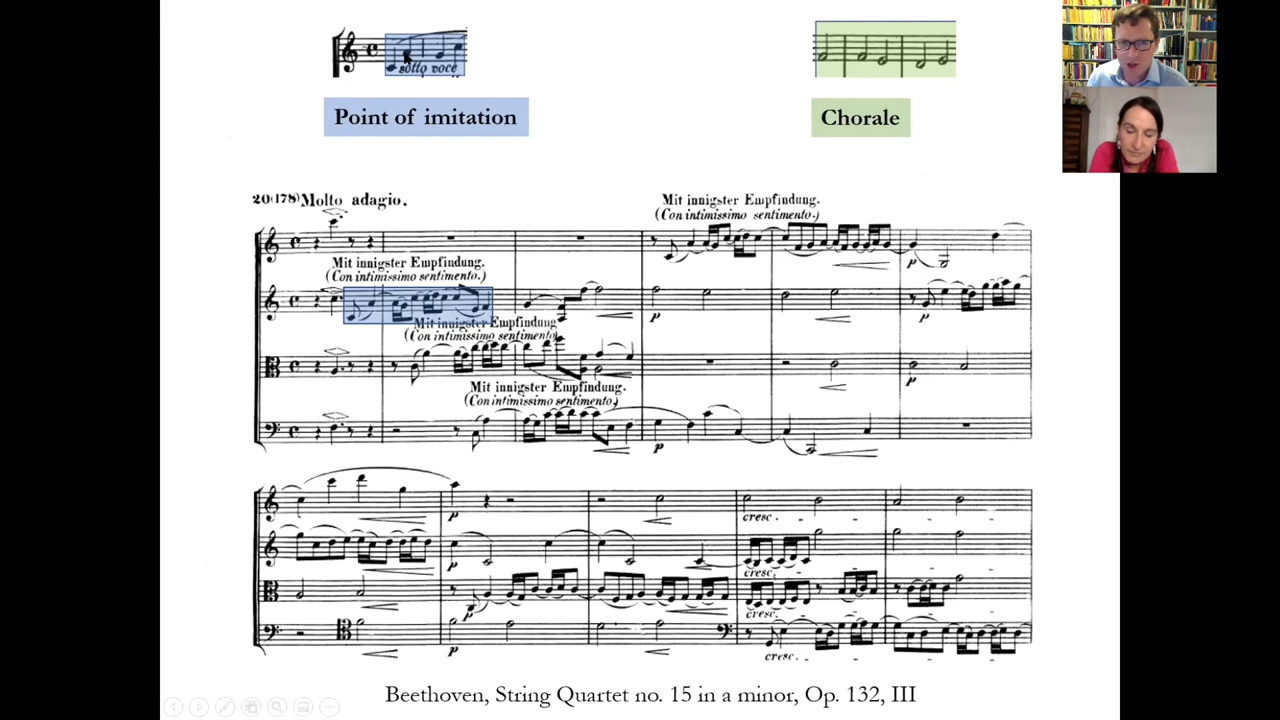 sotto voce
Point of imitation
Chorale
20(178) Molto adagio.
Mit innigster Empfindung.
(Con intimissimo sentimento.)
Mit innigster Empfindung.
(Con intimissimo sentimento.)
Mit innigster Empfindung
(Con intimissimo sentimento)
Mit innigster Empfindung.
(Con intimissimo sentimento.)
p
p
p
p
p
p
p
p
cresc.
cresc.
cresc.
p
cresc.
Beethoven, String Quartet no. 15 in a minor, Op. 132, III